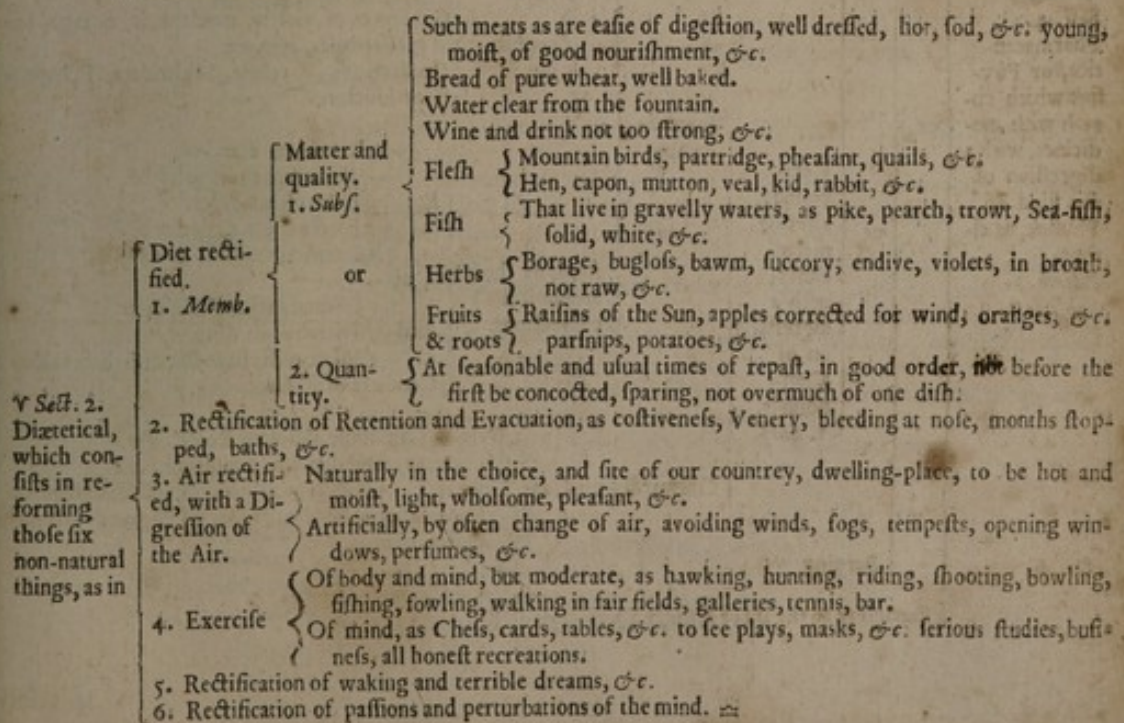 ♈ Sect. 2.
Diætetical,
which con-
sists in re-
forming
those six
non-natural
things, as in
Diet recti-
fied.
1. Memb.
Matter and
quality.
1. Subs.
Such meats as are easie of digestion, well dressed, hot, sod, &c. young,
moist, of good nourishment, &c.
Bread of pure wheat, well baked.
Water clear from the fountain.
Wine and drink not too strong, &c.
Flesh
Mountain birds, partridge, pheasant, quails, &c.
Hen, capon, mutton, veal, kid, rabbit, &c.
Fish
That live in gravelly waters, as pike, pearch, trowt, Sea-fish,
solid, white, &c.
Herbs
Borage, bugloss, bawm, succory, endive, violets, in broath,
not raw, &c.
Fruits
& roots
Raisins of the Sun, apples corrected for wind, oranges, &c.
parsnips, potatoes, &c.
or
2. Quan-
tity.
At seasonable and usual times of repast, in good order, not before the
first be concocted, sparing, not overmuch of one dish.
2. Rectification of Retention and Evacuation, as costiveness, Venery, bleeding at nose, months stop-
ped, baths, &c.
3. Air rectifi-
ed, with a Di-
gression of
the Air.
Naturally in the choice, and site of our countrey, dwelling-place, to be hot and
moist, light, wholsome, pleasant, &c.
Artificially, by often change of air, avoiding winds, fogs, tempests, opening win-
dows, perfumes, &c.
4. Exercise
Of body and mind, but moderate, as hawking, hunting, riding, shooting, bowling,
fishing, fowling, walking in fair fields, galleries, tennis, bar.
Of mind, as Chess, cards, tables, &c. to see plays, masks, &c. serious studies, busi-
ness, all honest recreations.
5. Rectification of waking and terrible dreams, &c.
6. Rectification of passions and perturbations of the mind. ♎